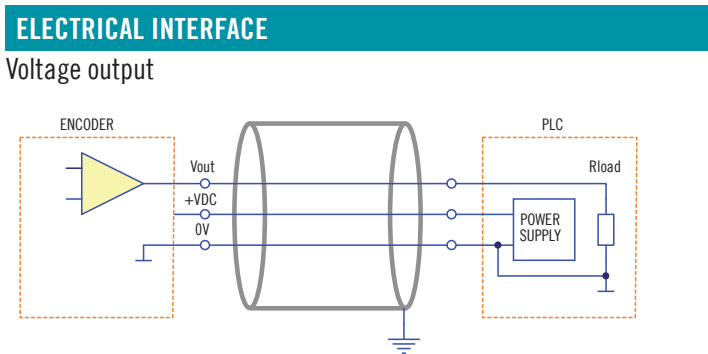 ELECTRICAL INTERFACE
Voltage output
ENCODER
PLC
Vout
Rload
+VDC
0V
POWER
SUPPLY